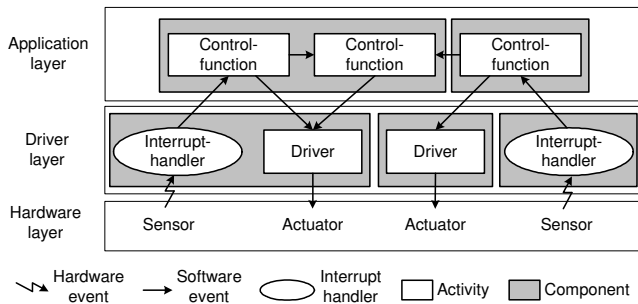 Application
layer
Control-
function
Control-
function
Control-
function
Driver
layer
Interrupt-
handler
Driver
Driver
Interrupt-
handler
Hardware
layer
Sensor
Actuator
Actuator
Sensor
Hardware
event
Software
event
Interrupt
handler
Activity
Component